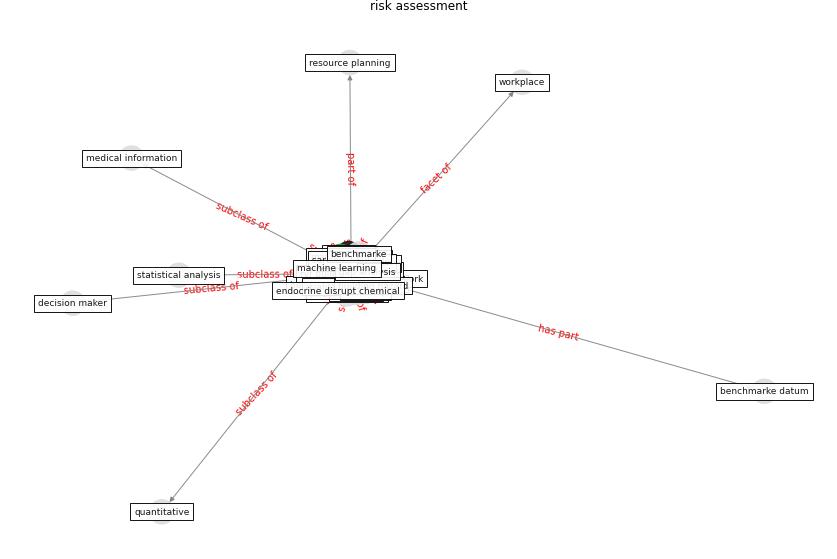 risk assessment
resource planning
workplace
medical information
part of
facet of
subclass of
benchmarke
machine learning
statistical analysis
subclass of
subclass of
endocrine disrupt chemical
decision maker
has part
subclass of
benchmarke datum
quantitative